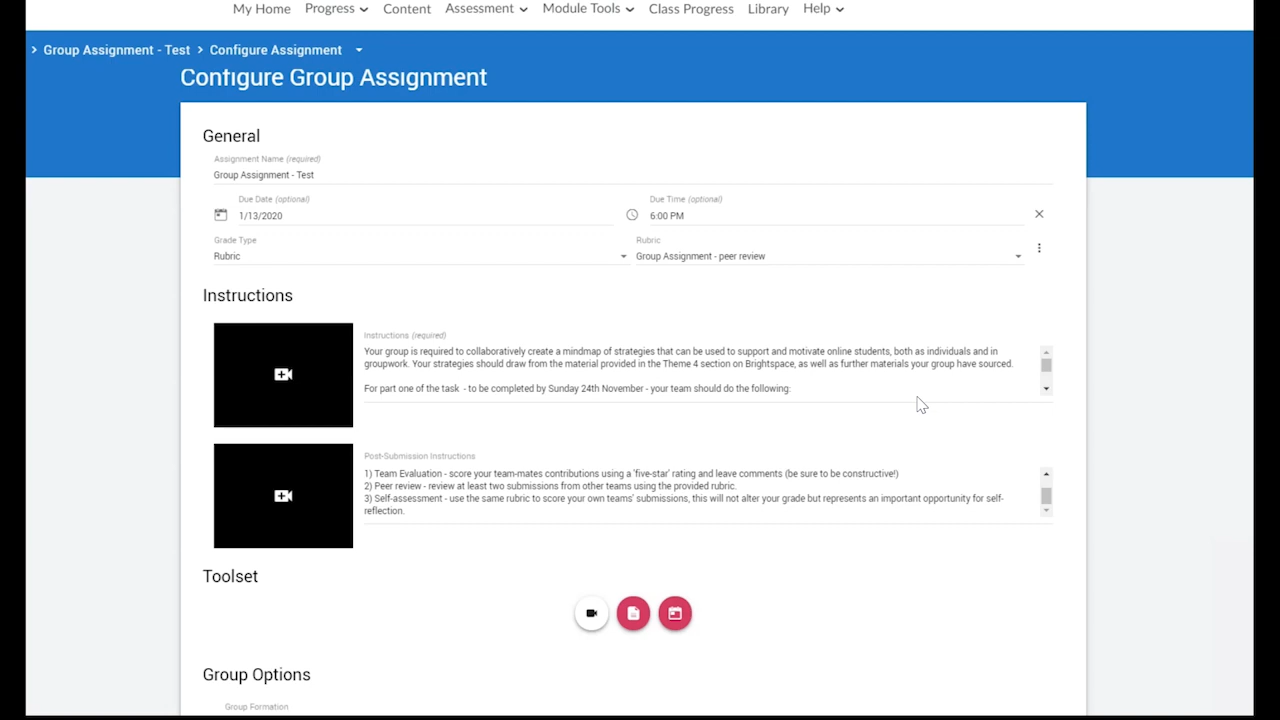 My Home Progress Content Assessment Module Tools Class Progress Library Help
> Group Assignment - Test > Configure Assignment
Configure Group Assignment
General
Assignment Name (required)
Group Assignment - Test
Due Date (optional) Due Time (optional)
1/13/2020 6:00 PM
Grade Type Rubric
Rubric Group Assignment - peer review
Instructions
Instructions (required)
Your group is required to collaboratively create a mindmap of strategies that can be used to support and motivate online students, both as individuals and in
groupwork. Your strategies should draw from the material provided in the Theme 4 section on Brightspace, as well as further materials your group have sourced.
For part one of the task - to be completed by Sunday 24th November - your team should do the following:
Post-Submission Instructions
1) Team Evaluation - score your team-mates contributions using a 'five-star' rating and leave comments (be sure to be constructive!)
2) Peer review - review at least two submissions from other teams using the provided rubric.
3) Self-assessment - use the same rubric to score your own teams' submissions, this will not alter your grade but represents an important opportunity for self-
reflection.
Toolset
Group Options
Group Formation